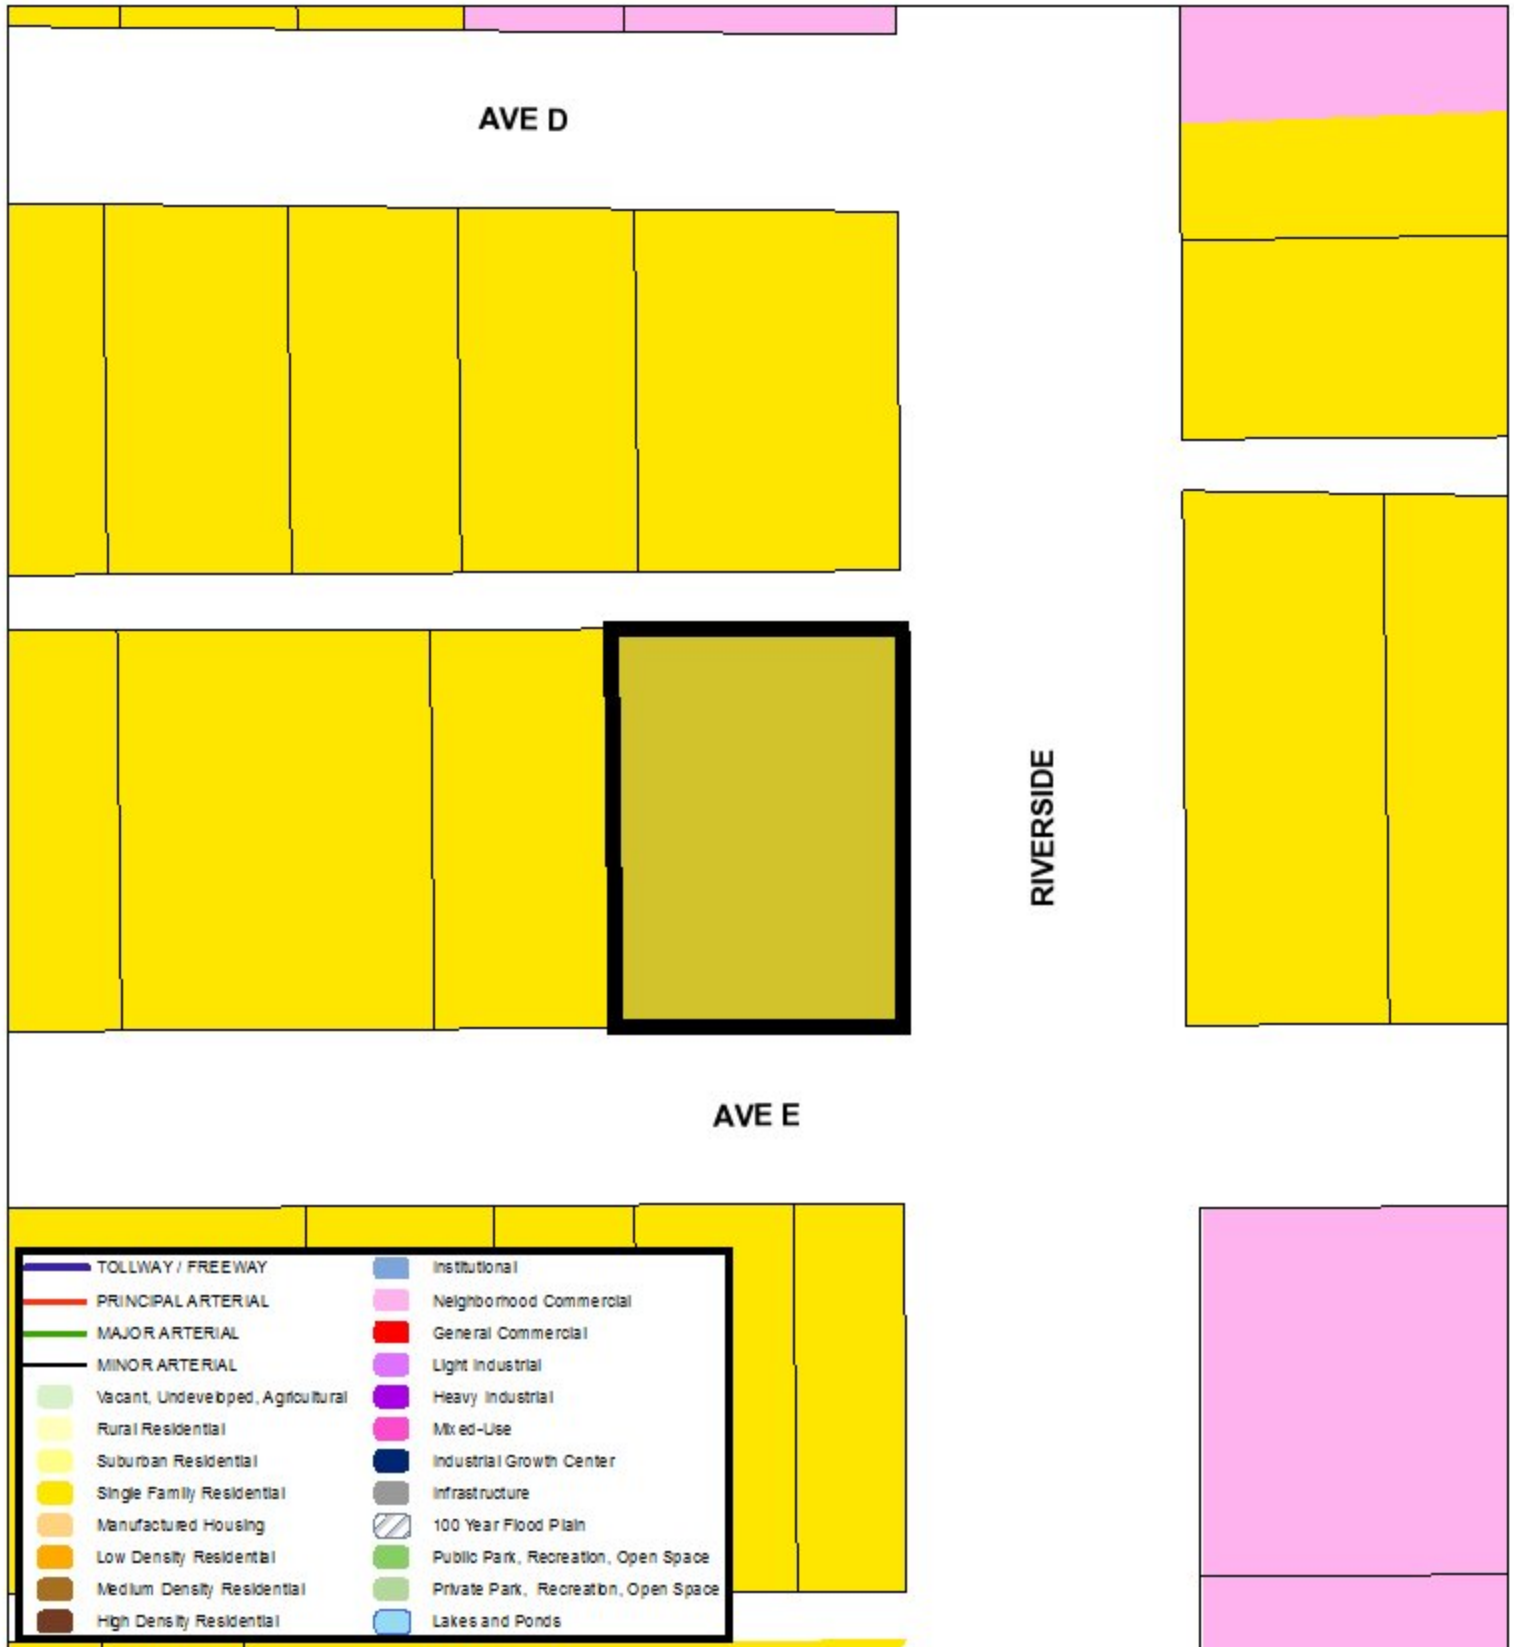 AVE D
RIVERSIDE
AVE E
TOLLWAY / FREEWAY
PRINCIPAL ARTERIAL
MAJOR ARTERIAL
MINOR ARTERIAL
Vacant, Undeveloped, Agricultural
Rural Residential
Suburban Residential
Single Family Residential
Manufactured Housing
Low Density Residential
Medium Density Residential
High Density Residential
Institutional
Neighborhood Commercial
General Commercial
Light Industrial
Heavy Industrial
Mixed-Use
Industrial Growth Center
Infrastructure
100 Year Flood Plain
Public Park, Recreation, Open Space
Private Park, Recreation, Open Space
Lakes and Ponds